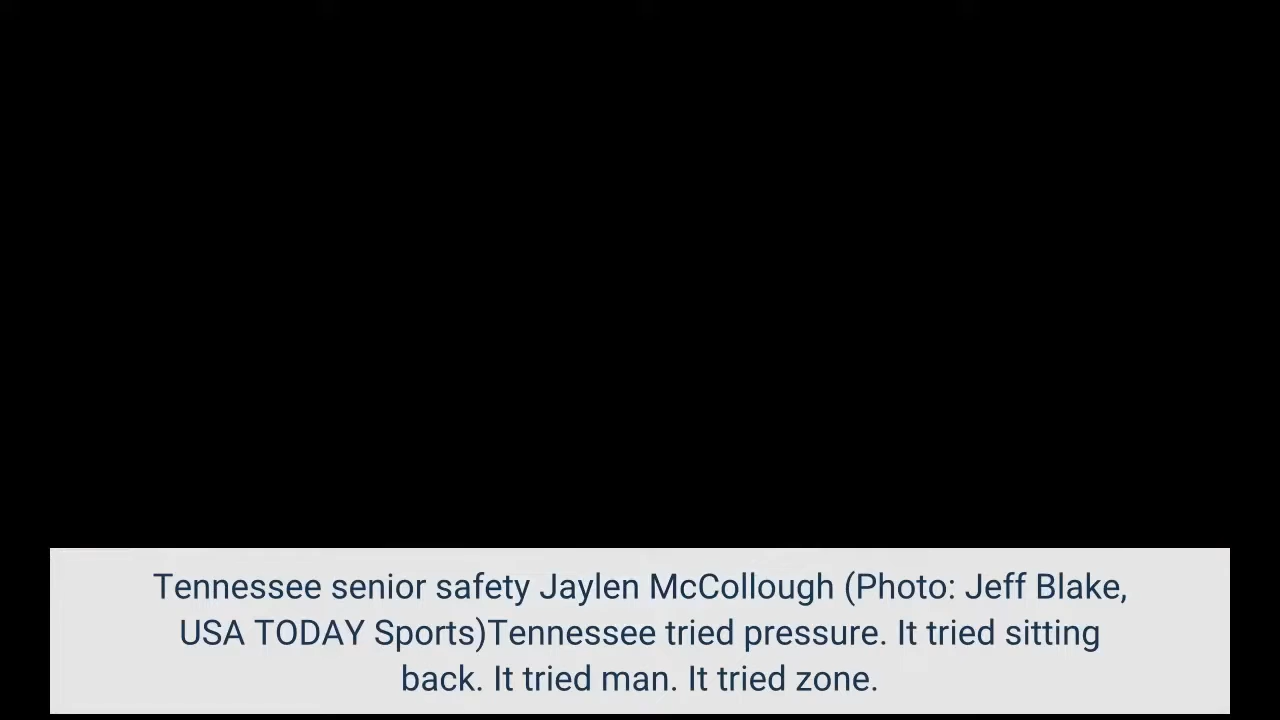 Tennessee senior safety Jaylen McCollough (Photo: Jeff Blake,
USA TODAY Sports)Tennessee tried pressure. It tried sitting
back. It tried man. It tried zone.